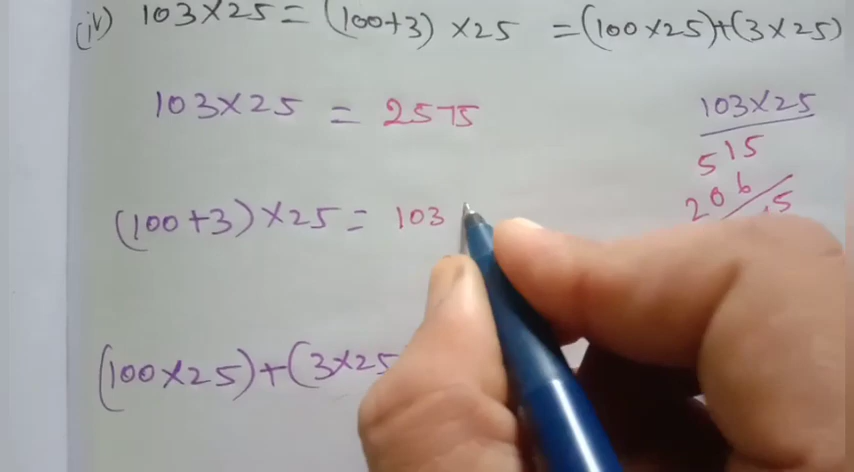 (iv) 103×25 = (100+3) ×25 =(100×25)+(3×25)
103×25 = 2575
103×25
515
206
(100+3)×25 = 103
(100×25)+(3×25